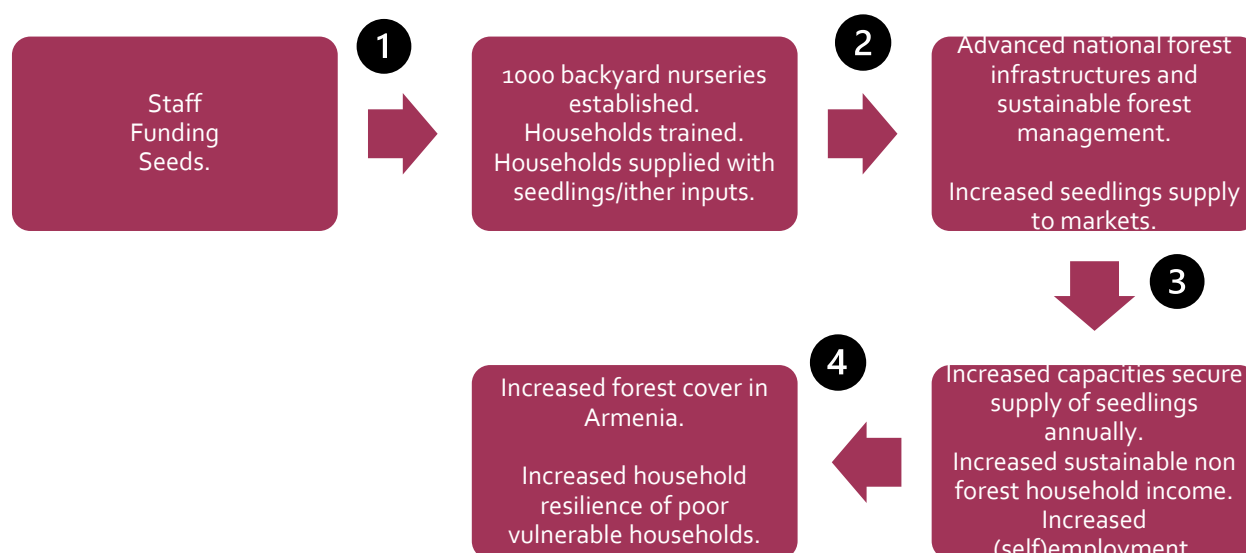 1
2
3
4
Staff
Funding
Seeds.
1000 backyard nurseries
established.
Households trained.
Households supplied with
seedlings/ither inputs.
Advanced national forest
infrastructures and
sustainable forest
management.
Increased seedlings supply
to markets.
Increased capacities secure
supply of seedlings
annually.
Increased sustainable non
forest household income.
Increased
(self)employment
Increased forest cover in
Armenia.
Increased household
resilience of poor
vulnerable households.